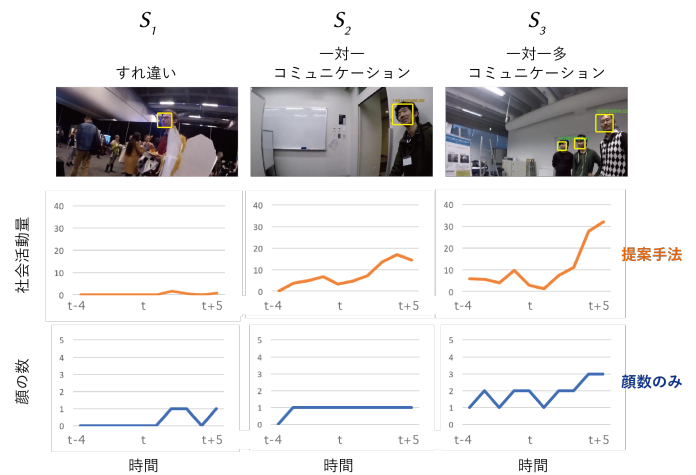 S1
S2
S3
すれ違い
一対一
コミュニケーション
一対多
コミュニケーション
社会活動量
40
30
20
10
0
t-4
t
t+5
40
30
20
10
0
t-4
t
t+5
40
30
20
10
0
t-4
t
t+5
提案手法
顔の数
5
4
3
2
1
0
t-4
t
t+5
5
4
3
2
1
0
t-4
t
t+5
5
4
3
2
1
0
t-4
t
t+5
顔数のみ
時間
時間
時間